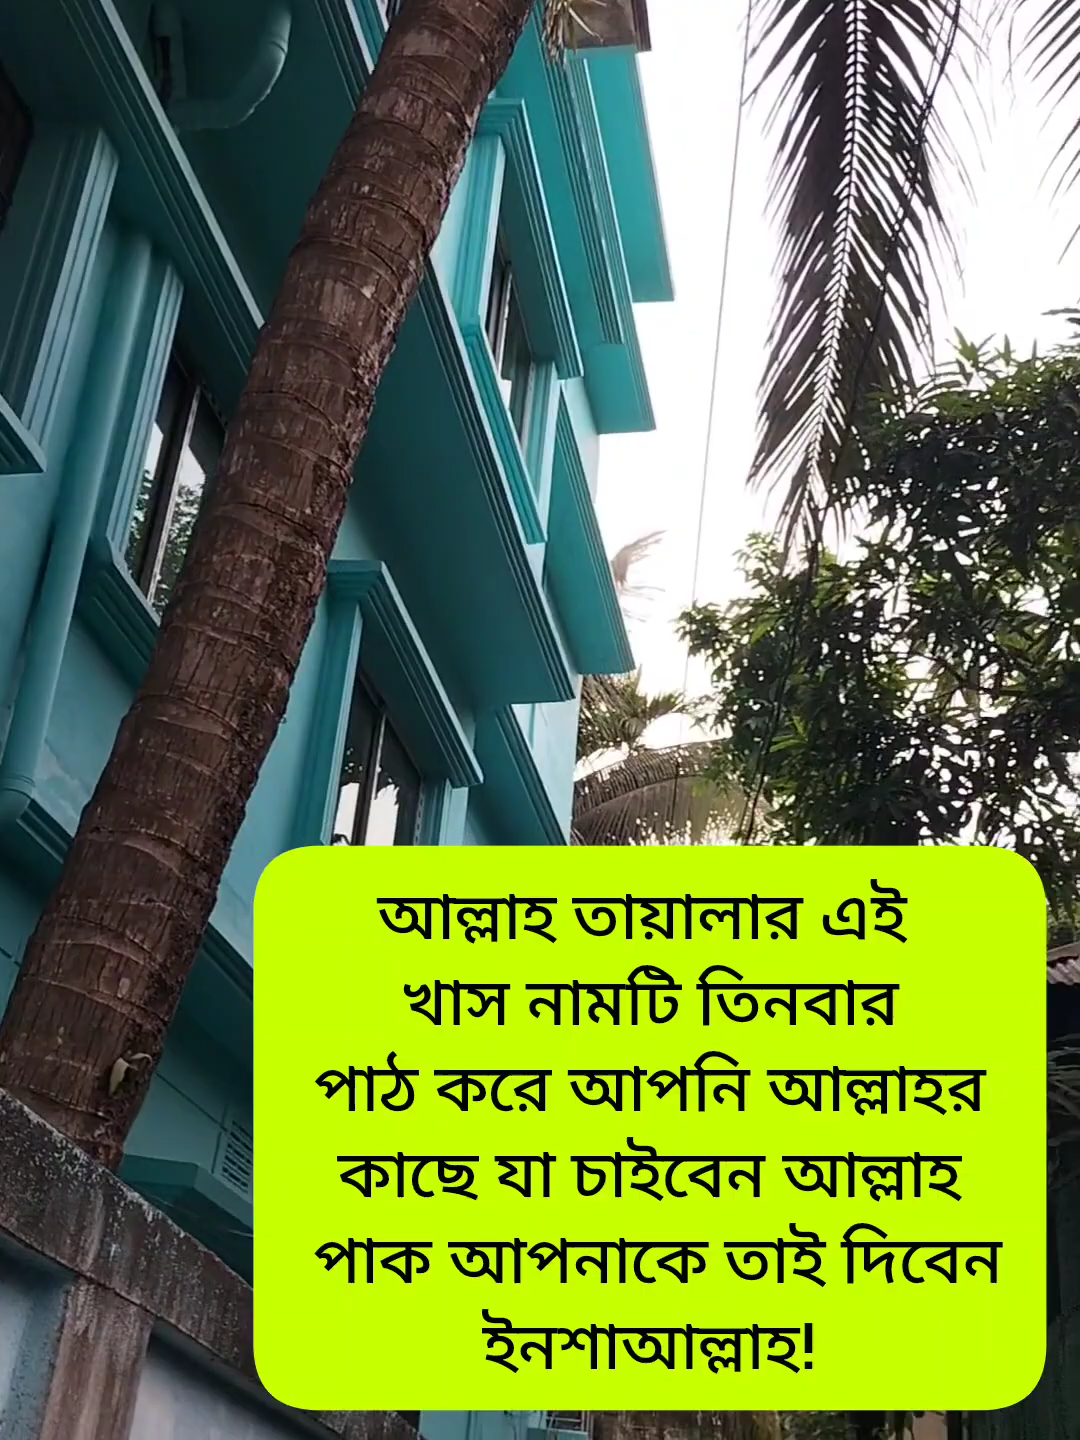 আল্লাহ তায়ালার এই
খাস নামটি তিনবার
পাঠ করে আপনি আল্লাহর
কাছে যা চাইবেন আল্লাহ
পাক আপনাকে তাই দিবেন
ইনশাআল্লাহ!